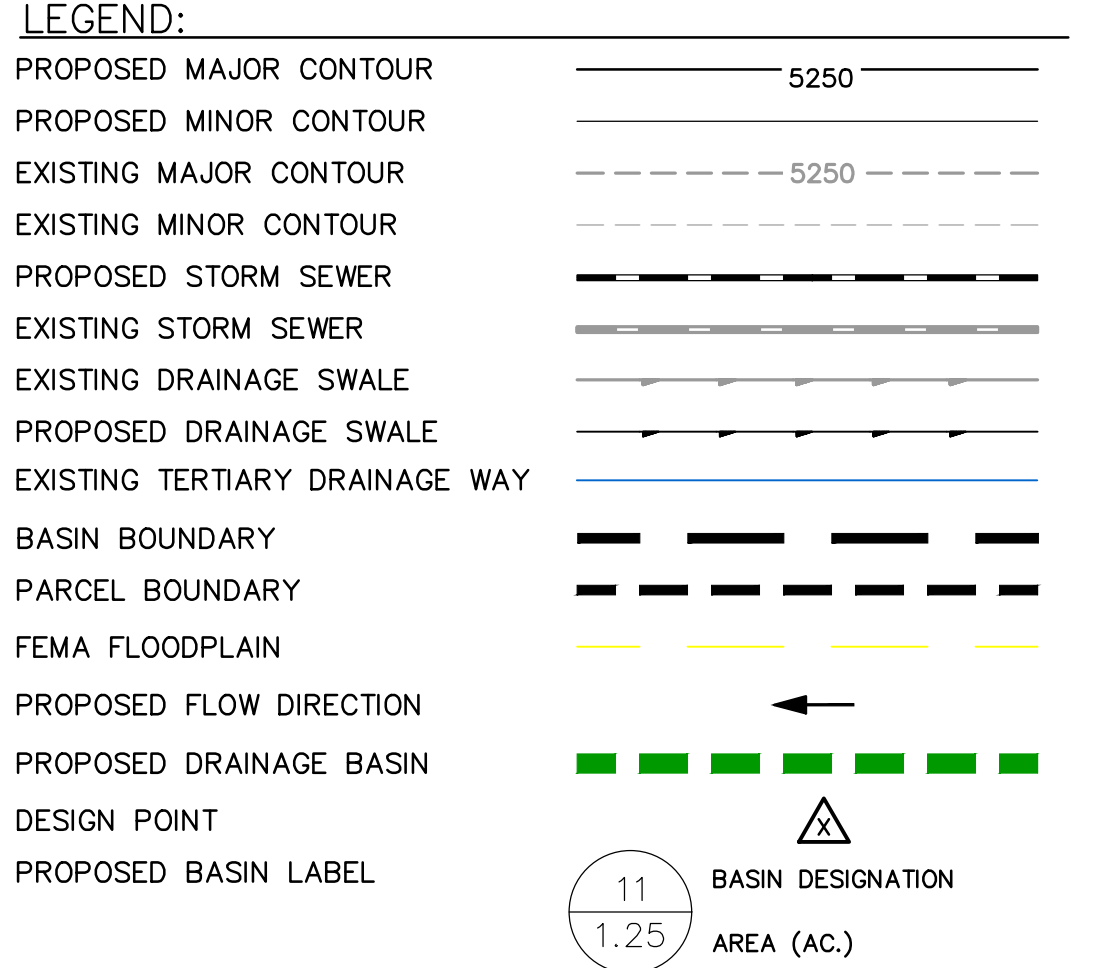 LEGEND:
PROPOSED MAJOR CONTOUR 5250
PROPOSED MINOR CONTOUR
EXISTING MAJOR CONTOUR 5250
EXISTING MINOR CONTOUR
PROPOSED STORM SEWER
EXISTING STORM SEWER
EXISTING DRAINAGE SWALE
PROPOSED DRAINAGE SWALE
EXISTING TERTIARY DRAINAGE WAY
BASIN BOUNDARY
PARCEL BOUNDARY
FEMA FLOODPLAIN
PROPOSED FLOW DIRECTION
PROPOSED DRAINAGE BASIN
DESIGN POINT X
PROPOSED BASIN LABEL 11 BASIN DESIGNATION
1.25 AREA (AC.)